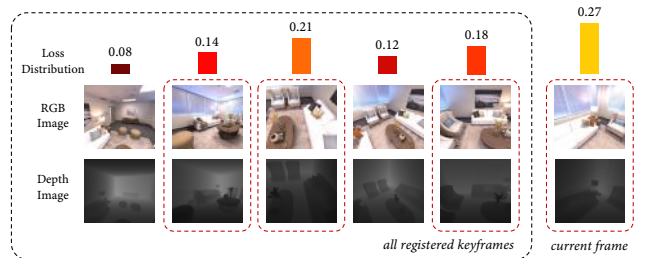 0.08
0.14
0.21
0.12
0.18
0.27
Loss
Distribution
RGB
Image
Depth
Image
all registered keyframes
current frame